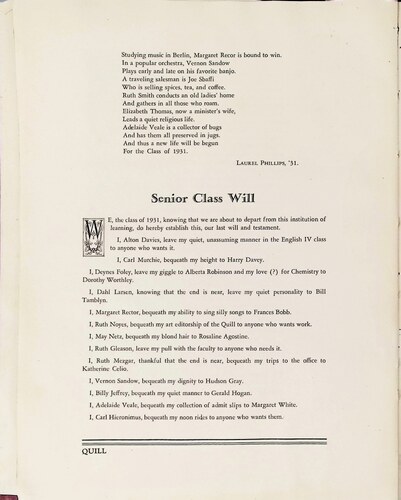 Studying music in Berlin, Margaret Recor is bound to win.
In a popular orchestra, Vernon Sandow
Plays early and late on his favorite banjo.
A traveling salesman is Joe Sbaffi
Who is selling spices, tea, and coffee.
Ruth Smith conducts an old ladies' home
And gathers in all those who roam.
Elizabeth Thomas, now a minister's wife,
Leads a quiet religious life.
Adelaide Veale is a collector of bugs
And has them all preserved in jugs.
And thus a new life will be begun
For the Class of 1931.
LAUREL PHILLIPS, '31.
Senior Class Will
WE, the class of 1931, knowing that we are about to depart from this institution of
learning, do hereby establish this, our last will and testament.
I, Alton Davies, leave my quiet, unassuming manner in the English IV class
to anyone who wants it.
I, Carl Murchie, bequeath my height to Harry Davey.
I, Deynes Foley, leave my giggle to Alberta Robinson and my love (?) for Chemistry to
Dorothy Worthley.
I, Dahl Larsen, knowing that the end is near, leave my quiet personality to Bill
Tamblyn.
I, Margaret Rector, bequeath my ability to sing silly songs to Frances Bobb.
I, Ruth Noyes, bequeath my art editorship of the Quill to anyone who wants work.
I, May Netz, bequeath my blond hair to Rosaline Agostine.
I, Ruth Gleason, leave my pull with the faculty to anyone who needs it.
I, Ruth Mezgar, thankful that the end is near, bequeath my trips to the office to
Katherine Celio.
I, Vernon Sandow, bequeath my dignity to Hudson Gray.
I, Billy Jeffrey, bequeath my quiet manner to Gerald Hogan.
I, Adelaide Veale, bequeath my collection of admit slips to Margaret White.
I, Carl Hieronimus, bequeath my noon rides to anyone who wants them.
QUILL